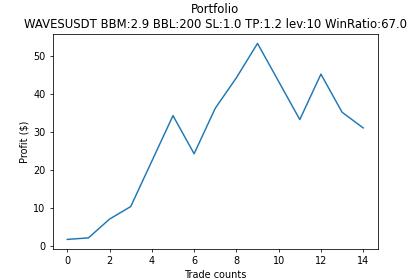 Portfolio
WAVESUSDT BBM:2.9 BBL:200 SL:1.0 TP:1.2 lev:10 WinRatio:67.0
50
40
30
20
10
0
Profit ($)
0 2 4 6 8 10 12 14
Trade counts